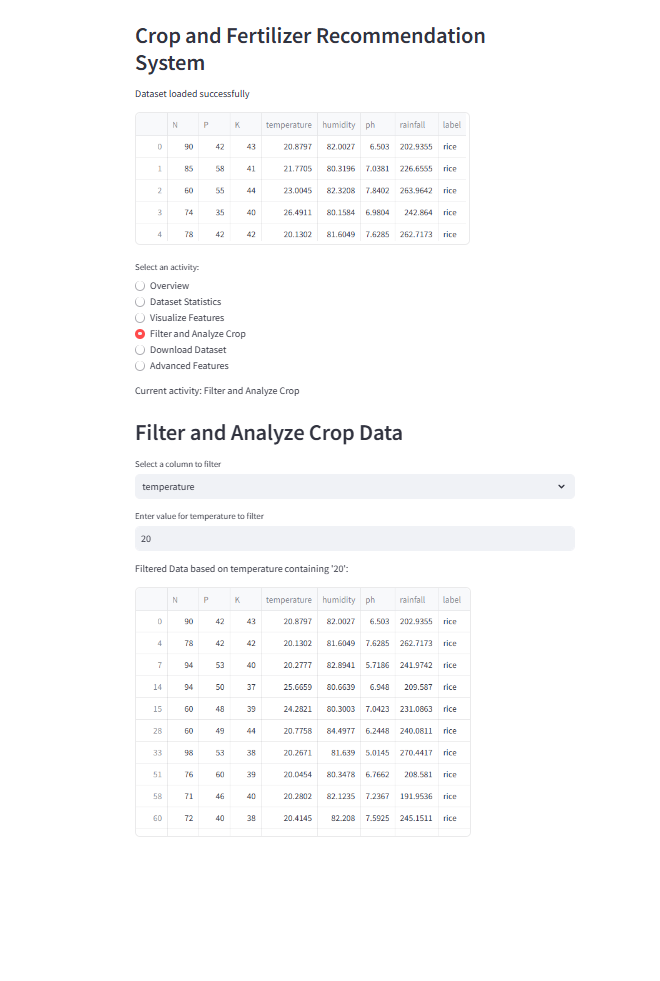 Crop and Fertilizer Recommendation
System
Dataset loaded successfully
N P K temperature humidity ph rainfall label
0 90 42 43 20.8797 82.0027 6.503 202.9355 rice
1 85 58 41 21.7705 80.3196 7.0381 226.6555 rice
2 60 55 44 23.0045 82.3208 7.8402 263.9642 rice
3 74 35 40 26.4911 80.1584 6.9804 242.864 rice
4 78 42 42 20.1302 81.6049 7.6285 262.7173 rice
Select an activity:
Overview
Dataset Statistics
Visualize Features
Filter and Analyze Crop
Download Dataset
Advanced Features
Current activity: Filter and Analyze Crop
Filter and Analyze Crop Data
Select a column to filter
temperature
Enter value for temperature to filter
20
Filtered Data based on temperature containing '20':
N P K temperature humidity ph rainfall label
0 90 42 43 20.8797 82.0027 6.503 202.9355 rice
4 78 42 42 20.1302 81.6049 7.6285 262.7173 rice
7 94 53 40 20.2777 82.8941 5.7186 241.9742 rice
14 94 50 37 25.6659 80.6639 6.948 209.587 rice
15 60 48 39 24.2821 80.3003 7.0423 231.0863 rice
28 60 49 44 20.7758 84.4977 6.2448 240.0811 rice
33 98 53 38 20.2671 81.639 5.0145 270.4417 rice
51 76 60 39 20.0454 80.3478 6.7662 208.581 rice
58 71 46 40 20.2802 82.1235 7.2367 191.9536 rice
60 72 40 38 20.4145 82.208 7.5925 245.1511 rice